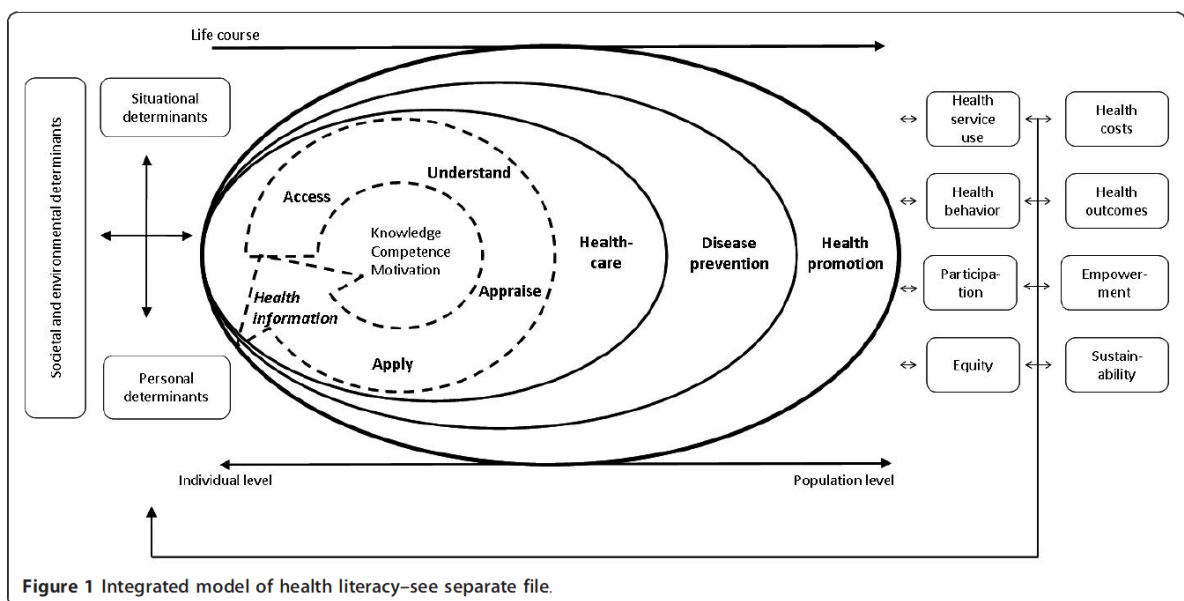 Life course
Societal and environmental determinants
Situational
determinants
Personal
determinants
Access
Understand
Knowledge
Competence
Motivation
Health
information
Appraise
Apply
Health-
care
Disease
prevention
Health
promotion
Health
service
use
Health
costs
Health
behavior
Health
outcomes
Participa-
tion
Empower-
ment
Equity
Sustain-
ability
Individual level
Population level
Figure 1 Integrated model of health literacy–see separate file.